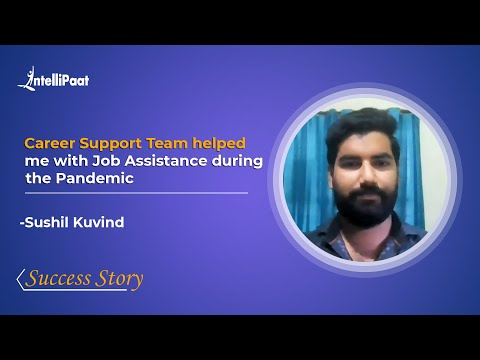 IntelliPaat
Career Support Team helped
me with Job Assistance during
the Pandemic
-Sushil Kuvind
Success Story